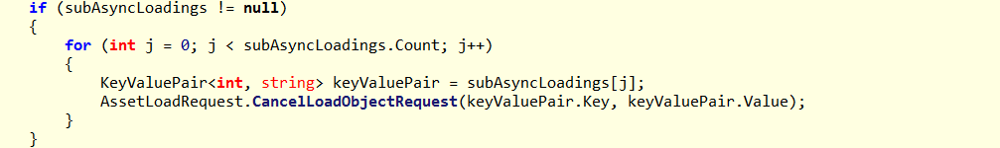 if (subAsyncLoadings != null)
{
for (int j = 0; j < subAsyncLoadings.Count; j++)
{
KeyValuePair<int, string> keyValuePair = subAsyncLoadings[j];
AssetLoadRequest.CancelLoadObjectRequest(keyValuePair.Key, keyValuePair.Value);
}
}